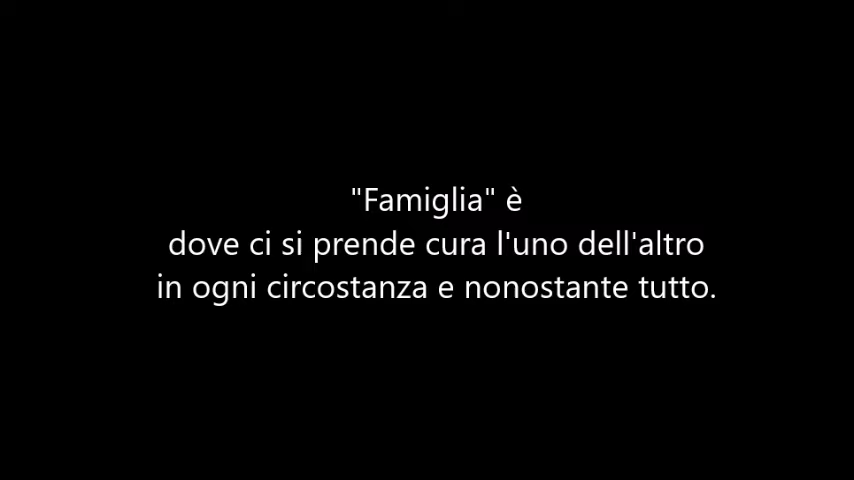 "Famiglia" è
dove ci si prende cura l'uno dell'altro
in ogni circostanza e nonostante tutto.